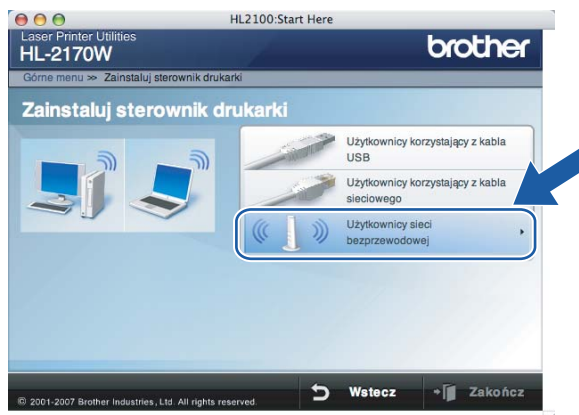 HL2100:Start Here
Laser Printer Utilities
HL-2170W
brother
Górne menu >> Zainstaluj sterownik drukarki
Zainstaluj sterownik drukarki
Użytkownicy korzystający z kabla
USB
Użytkownicy korzystający z kabla
sieciowego
Użytkownicy sieci
bezprzewodowej
© 2001-2007 Brother Industries, Ltd. All rights reserved.
Wstecz
Zakończ